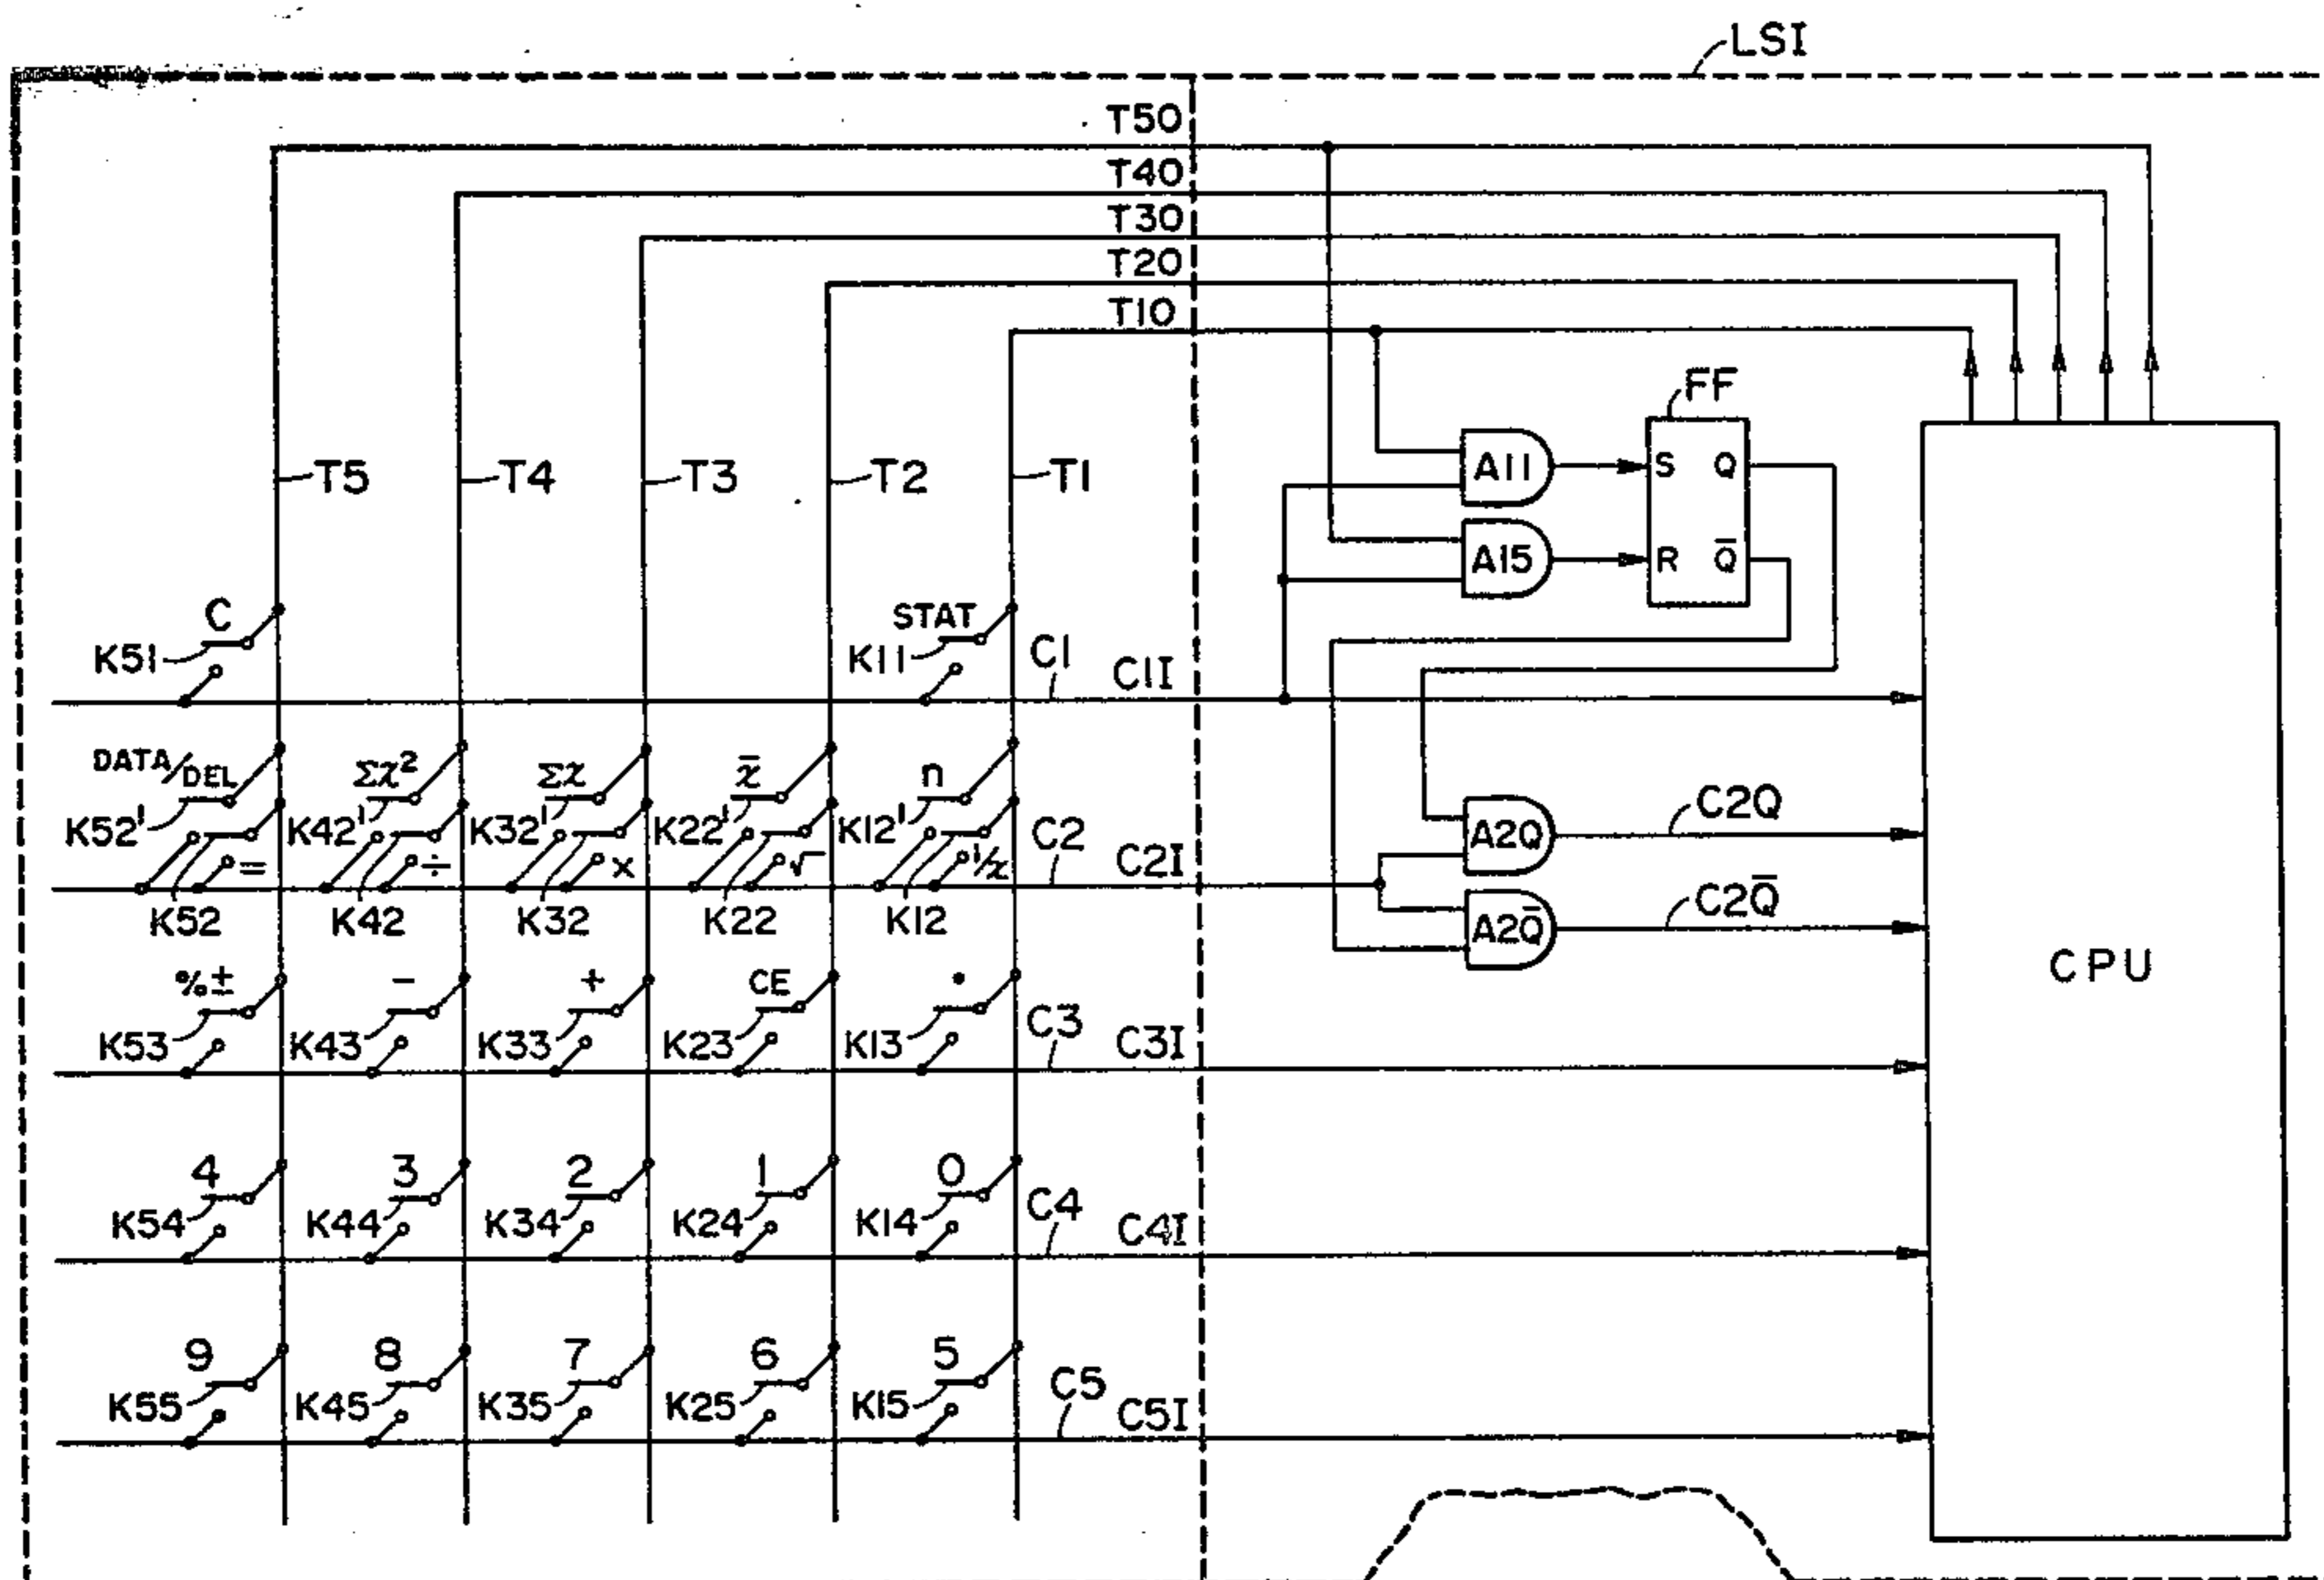 LSI
T50
T40
T30
T20
T10
FF
T5 T4 T3 T2 T1
A11 S Q
A15 R Q̅
C STAT
K51 K11 C1 C1I
DATA/DEL Σχ² Σχ x̄ n
K52' K42' K32' K22' K12' C2 C2I
= ÷ × √ 1/χ
K52 K42 K32 K22 K12
A2Q C2Q
A2Q̅ C2Q̅
CPU
%± - + CE •
K53 K43 K33 K23 K13 C3 C3I
4 3 2 1 0
K54 K44 K34 K24 K14 C4 C4I
9 8 7 6 5
K55 K45 K35 K25 K15 C5 C5I